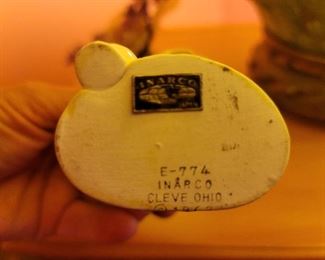 INARCO
JAPAN
E-774
INARCO
CLEVE OHIO